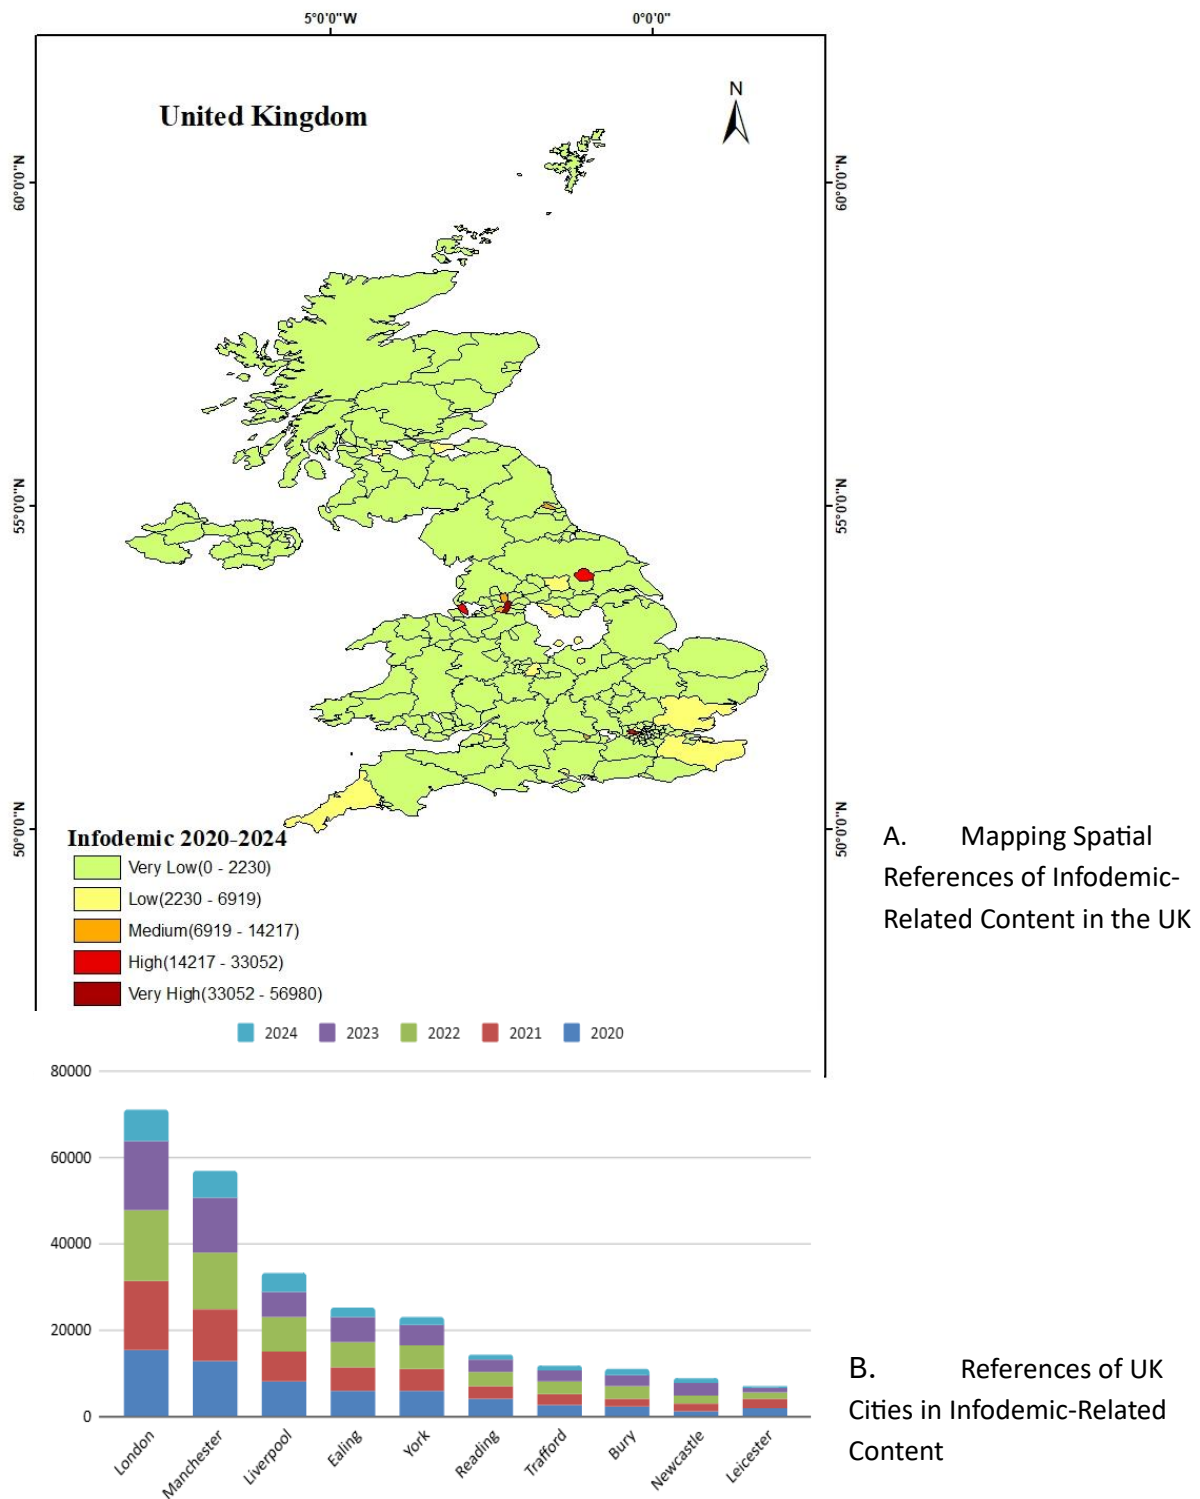 5°0'0"W 0°0'0"
N
United Kingdom
60°0'0"N 60°0'0"N
55°0'0"N 55°0'0"N
50°0'0"N 50°0'0"N
Infodemic 2020-2024
Very Low(0 - 2230)
Low(2230 - 6919)
Medium(6919 - 14217)
High(14217 - 33052)
Very High(33052 - 56980)
A. Mapping Spatial
References of Infodemic-
Related Content in the UK
2024 2023 2022 2021 2020
80000
60000
40000
20000
0
London Manchester Liverpool Ealing York Reading Trafford Bury Newcastle Leicester
B. References of UK
Cities in Infodemic-Related
Content